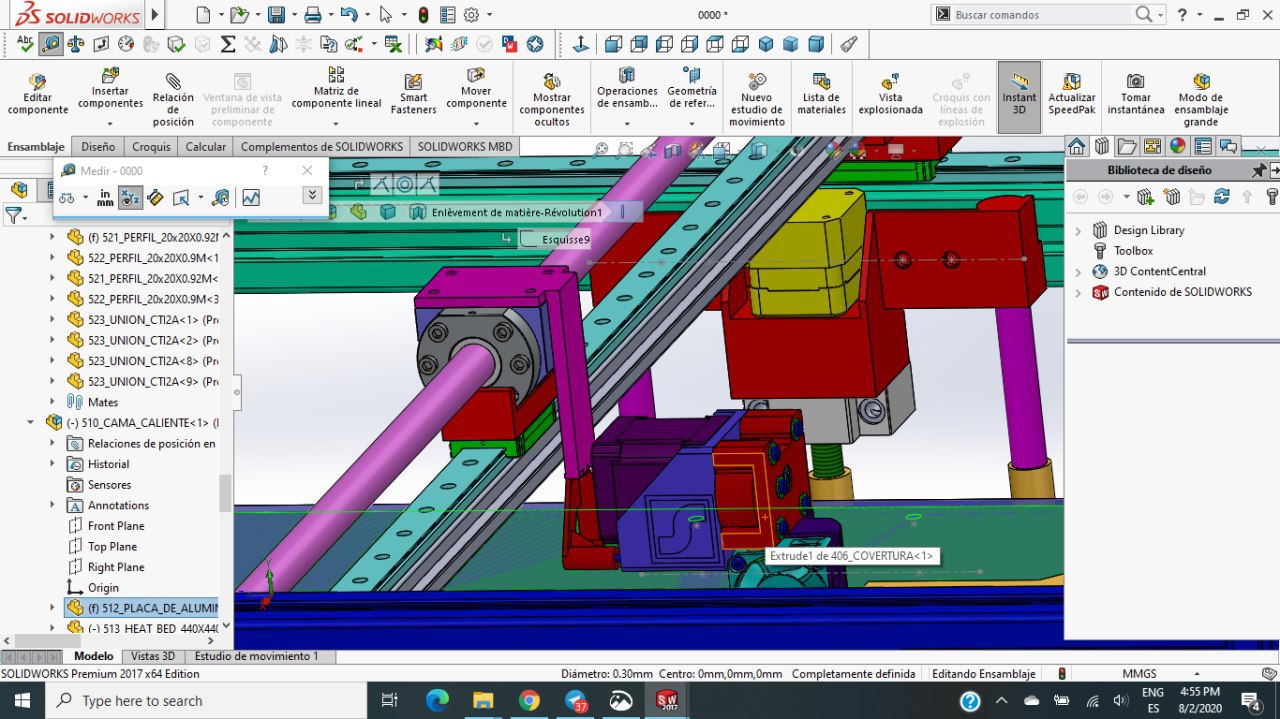 SOLIDWORKS
0000 *
Buscar comandos
Editar componente
Insertar componentes
Relación de posición
Ventana de vista preliminar de componente
Matriz de componente lineal
Smart Fasteners
Mover componente
Mostrar componentes ocultos
Operaciones de ensamb...
Geometría de refer...
Nuevo estudio de movimiento
Lista de materiales
Vista explosionada
Croquis con líneas de explosión
Instant 3D
Actualizar SpeedPak
Tomar instantánea
Modo de ensamblaje grande
Ensamblaje
Diseño
Croquis
Calcular
Complementos de SOLIDWORKS
SOLIDWORKS MBD
Medir - 0000
in
mm
Enlèvement de matière-Révolution1
Esquisse9
(f) 521_PERFIL_20x20X0.92M
522_PERFIL_20x20X0.9M<1
521_PERFIL_20x20X0.92M<
522_PERFIL_20x20X0.9M<3
523_UNION_CTI2A<1> (Pr
523_UNION_CTI2A<2> (Pr
523_UNION_CTI2A<8> (Pr
523_UNION_CTI2A<9> (Pr
Mates
(-) 510_CAMA_CALIENTE<1> (
Relaciones de posición en
Historial
Sensores
Annotations
Front Plane
Top Plane
Right Plane
Origin
(f) 512_PLACA_DE_ALUMIN
(-) 513_HEAT BED 440X440
Extrude1 de 406_COVERTURA<1>
Biblioteca de diseño
Design Library
Toolbox
3D ContentCentral
Contenido de SOLIDWORKS
Modelo
Vistas 3D
Estudio de movimiento 1
SOLIDWORKS Premium 2017 x64 Edition
Diámetro: 0.30mm Centro: 0mm,0mm,0mm
Completamente definida
Editando Ensamblaje
MMGS
Type here to search
37
2017
ENG
ES
4:55 PM
8/2/2020
4